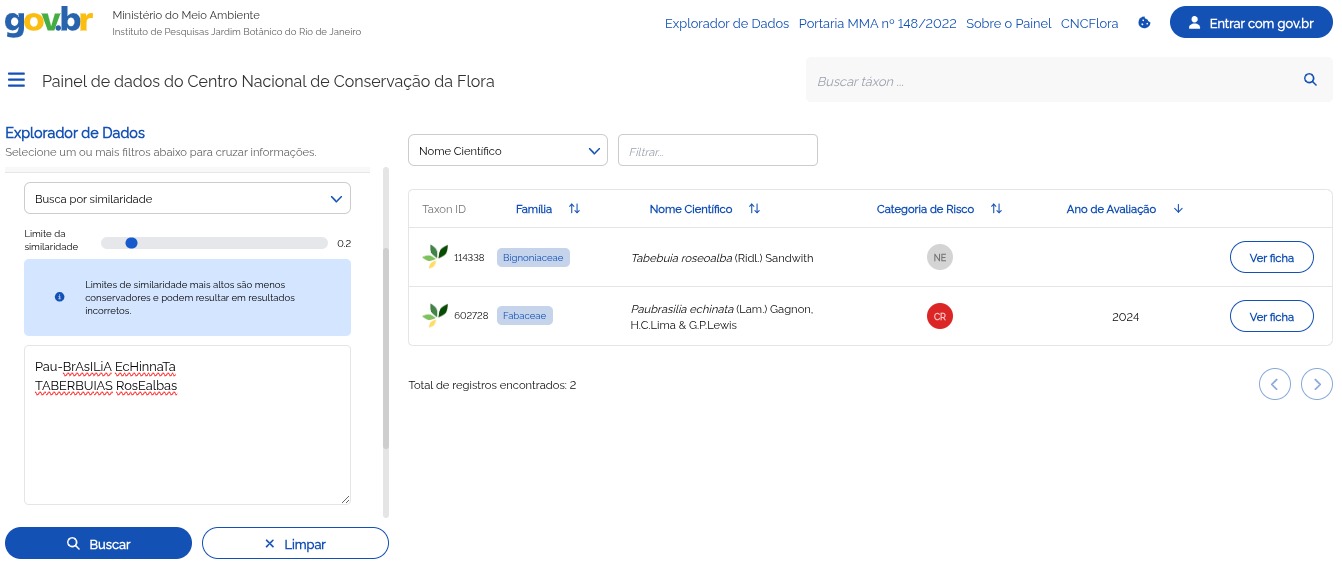 gov.br
Ministério do Meio Ambiente
Instituto de Pesquisas Jardim Botânico do Rio de Janeiro
Explorador de Dados Portaria MMA nº 148/2022 Sobre o Painel CNCFlora
Entrar com gov.br
Painel de dados do Centro Nacional de Conservação da Flora
Buscar táxon ...
Explorador de Dados
Selecione um ou mais filtros abaixo para cruzar informações.
Busca por similaridade
Limite da
similaridade
0.2
Limites de similaridade mais altos são menos
conservadores e podem resultar em resultados
incorretos.
Pau-BrAsILiA EcHinnaTa
TABERBUIAS RosEalbas
Buscar
Limpar
Nome Científico
Filtrar...
Taxon ID Família Nome Científico Categoria de Risco Ano de Avaliação
114338 Bignoniaceae Tabebuia roseoalba (Ridl.) Sandwith NE Ver ficha
602728 Fabaceae Paubrasilia echinata (Lam.) Gagnon,
H.C.Lima & G.P.Lewis CR 2024 Ver ficha
Total de registros encontrados: 2